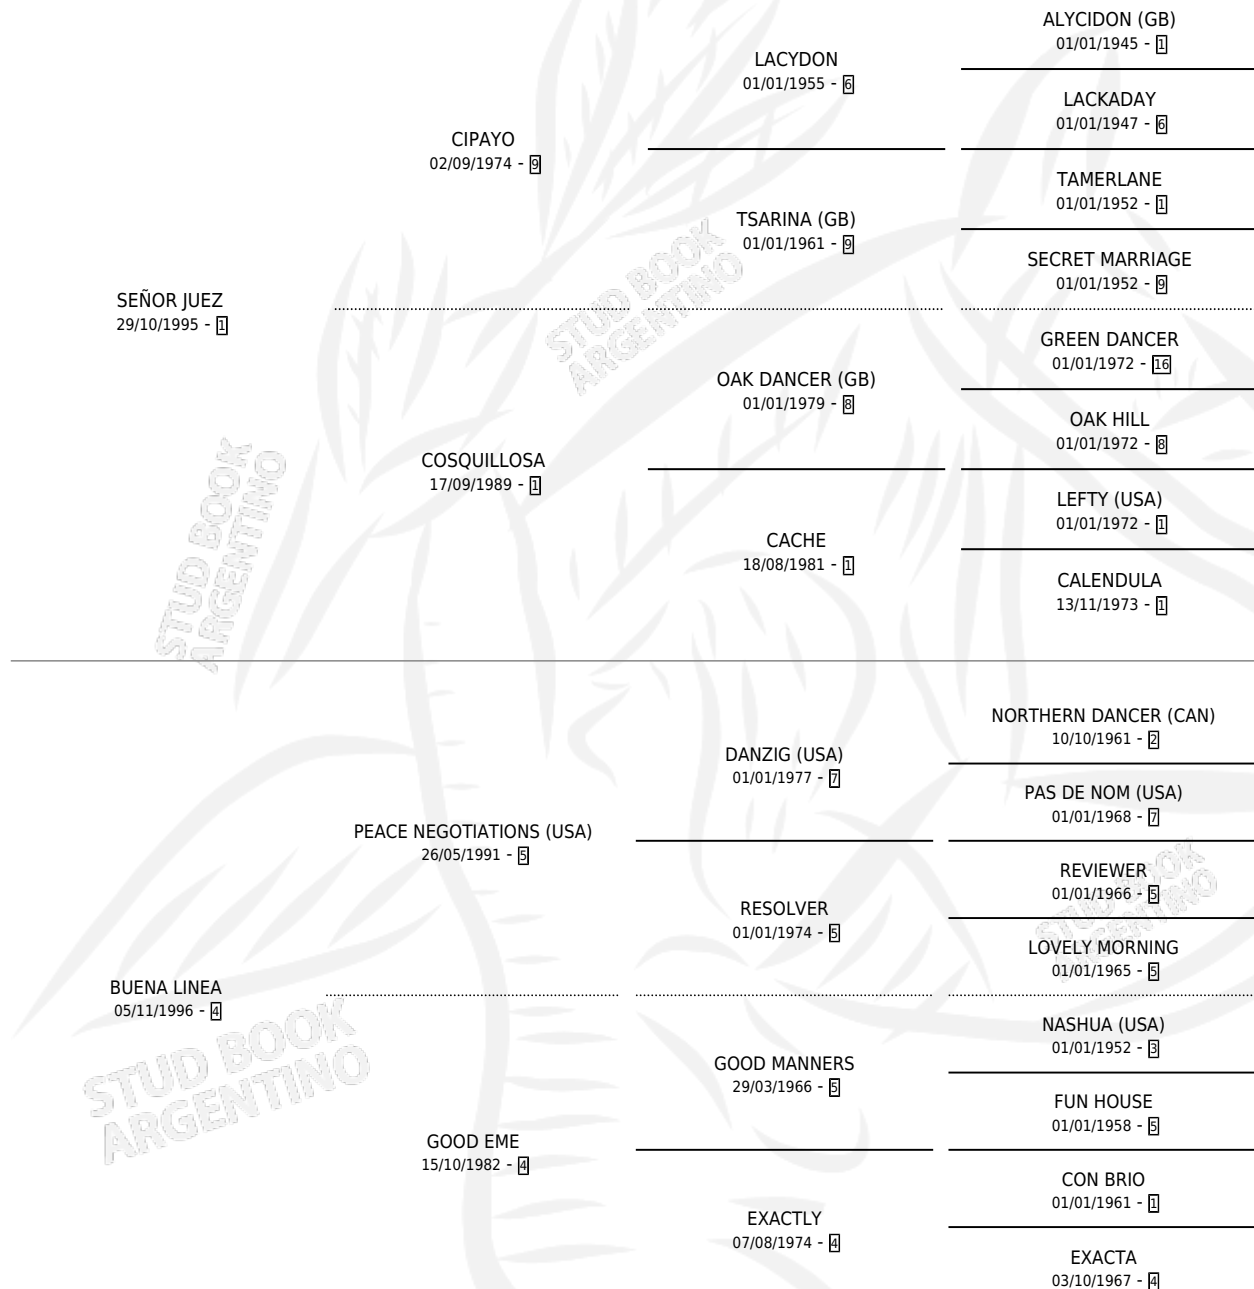 ALYCIDON (GB)
01/01/1945 - 1
LACYDON
01/01/1955 - 6
LACKADAY
01/01/1947 - 6
CIPAYO
02/09/1974 - 9
TAMERLANE
01/01/1952 - 1
TSARINA (GB)
01/01/1961 - 9
SECRET MARRIAGE
01/01/1952 - 9
SEÑOR JUEZ
29/10/1995 - 1
GREEN DANCER
01/01/1972 - 16
OAK DANCER (GB)
01/01/1979 - 8
OAK HILL
01/01/1972 - 8
COSQUILLOSA
17/09/1989 - 1
LEFTY (USA)
01/01/1972 - 1
CACHE
18/08/1981 - 1
CALENDULA
13/11/1973 - 1
NORTHERN DANCER (CAN)
10/10/1961 - 2
DANZIG (USA)
01/01/1977 - 7
PAS DE NOM (USA)
01/01/1968 - 7
PEACE NEGOTIATIONS (USA)
26/05/1991 - 5
REVIEWER
01/01/1966 - 5
RESOLVER
01/01/1974 - 5
LOVELY MORNING
01/01/1965 - 5
BUENA LINEA
05/11/1996 - 4
NASHUA (USA)
01/01/1952 - 3
GOOD MANNERS
29/03/1966 - 5
FUN HOUSE
01/01/1958 - 5
GOOD EME
15/10/1982 - 4
CON BRIO
01/01/1961 - 1
EXACTLY
07/08/1974 - 4
EXACTA
03/10/1967 - 4
STUD BOOK
ARGENTINO
STUD BOOK
ARGENTINO
STUD BOOK
ARGENTINO
STUD BOOK
ARGENTINO